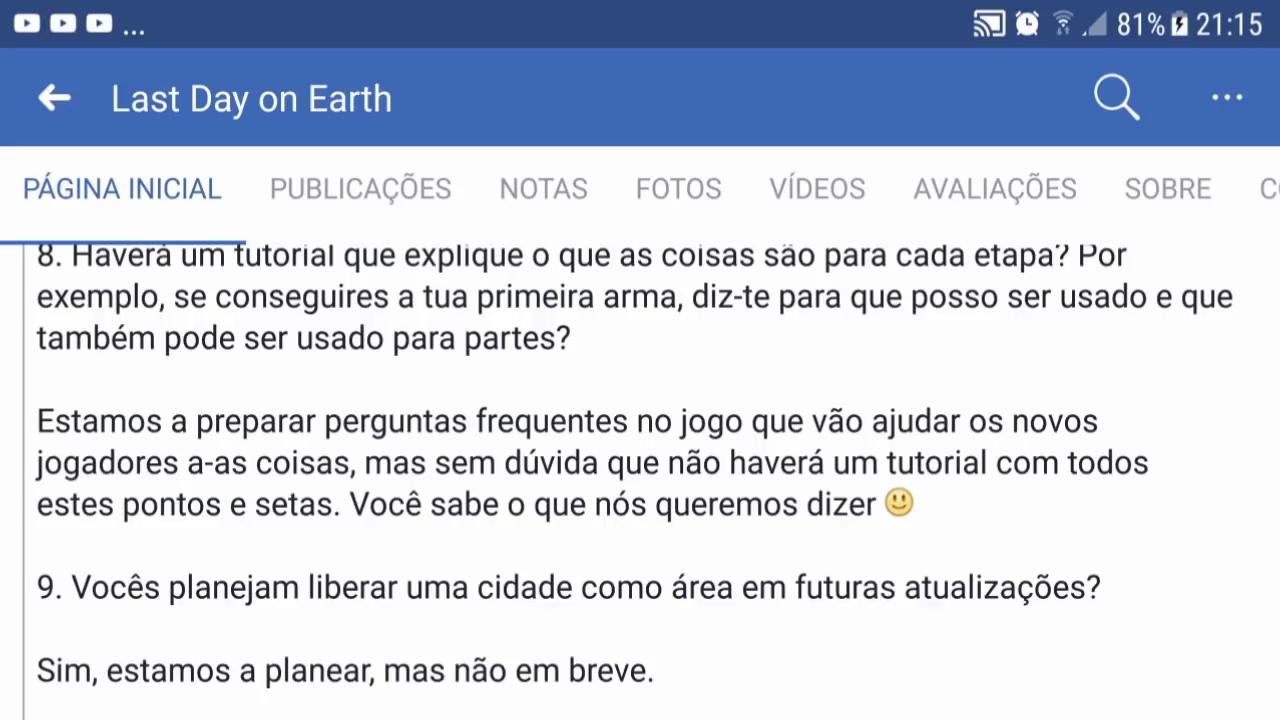 ... 81% 21:15
Last Day on Earth ...
PÁGINA INICIAL PUBLICAÇÕES NOTAS FOTOS VÍDEOS AVALIAÇÕES SOBRE
8. Haverá um tutorial que explique o que as coisas são para cada etapa? Por
exemplo, se conseguires a tua primeira arma, diz-te para que posso ser usado e que
também pode ser usado para partes?
Estamos a preparar perguntas frequentes no jogo que vão ajudar os novos
jogadores a-as coisas, mas sem dúvida que não haverá um tutorial com todos
estes pontos e setas. Você sabe o que nós queremos dizer 🙂
9. Vocês planejam liberar uma cidade como área em futuras atualizações?
Sim, estamos a planear, mas não em breve.